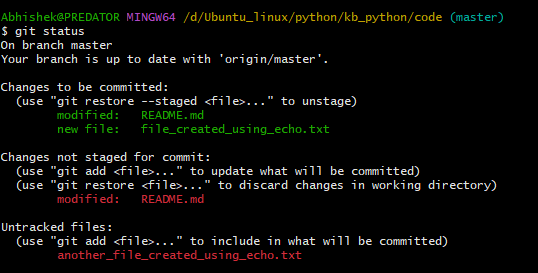 Abhishek@PREDATOR MINGW64 /d/Ubuntu_linux/python/kb_python/code (master)
$ git status
On branch master
Your branch is up to date with 'origin/master'.

Changes to be committed:
  (use "git restore --staged <file>..." to unstage)
        modified:   README.md
        new file:   file_created_using_echo.txt

Changes not staged for commit:
  (use "git add <file>..." to update what will be committed)
  (use "git restore <file>..." to discard changes in working directory)
        modified:   README.md

Untracked files:
  (use "git add <file>..." to include in what will be committed)
        another_file_created_using_echo.txt